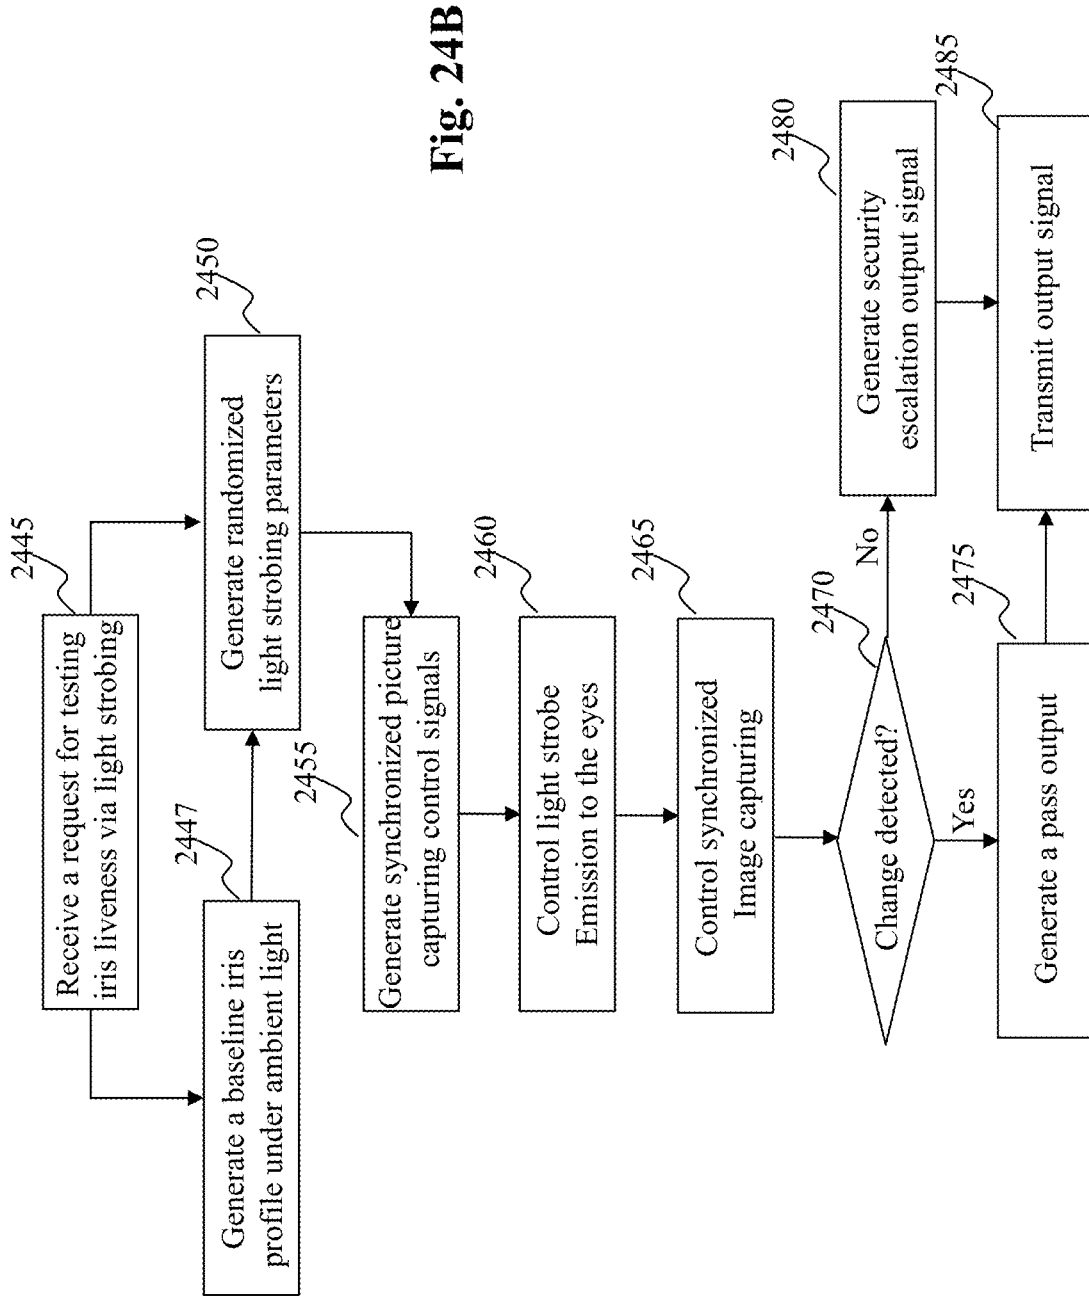 2445
Receive a request for testing
iris liveness via light strobing
2447
Generate a baseline iris
profile under ambient light
2450
Generate randomized
light strobing parameters
2455
Generate synchronized picture
capturing control signals
2460
Control light strobe
Emission to the eyes
2465
Control synchronized
Image capturing
2470
Change detected?
No
Yes
2480
Generate security
escalation output signal
2475
Generate a pass output
2485
Transmit output signal
Fig. 24B